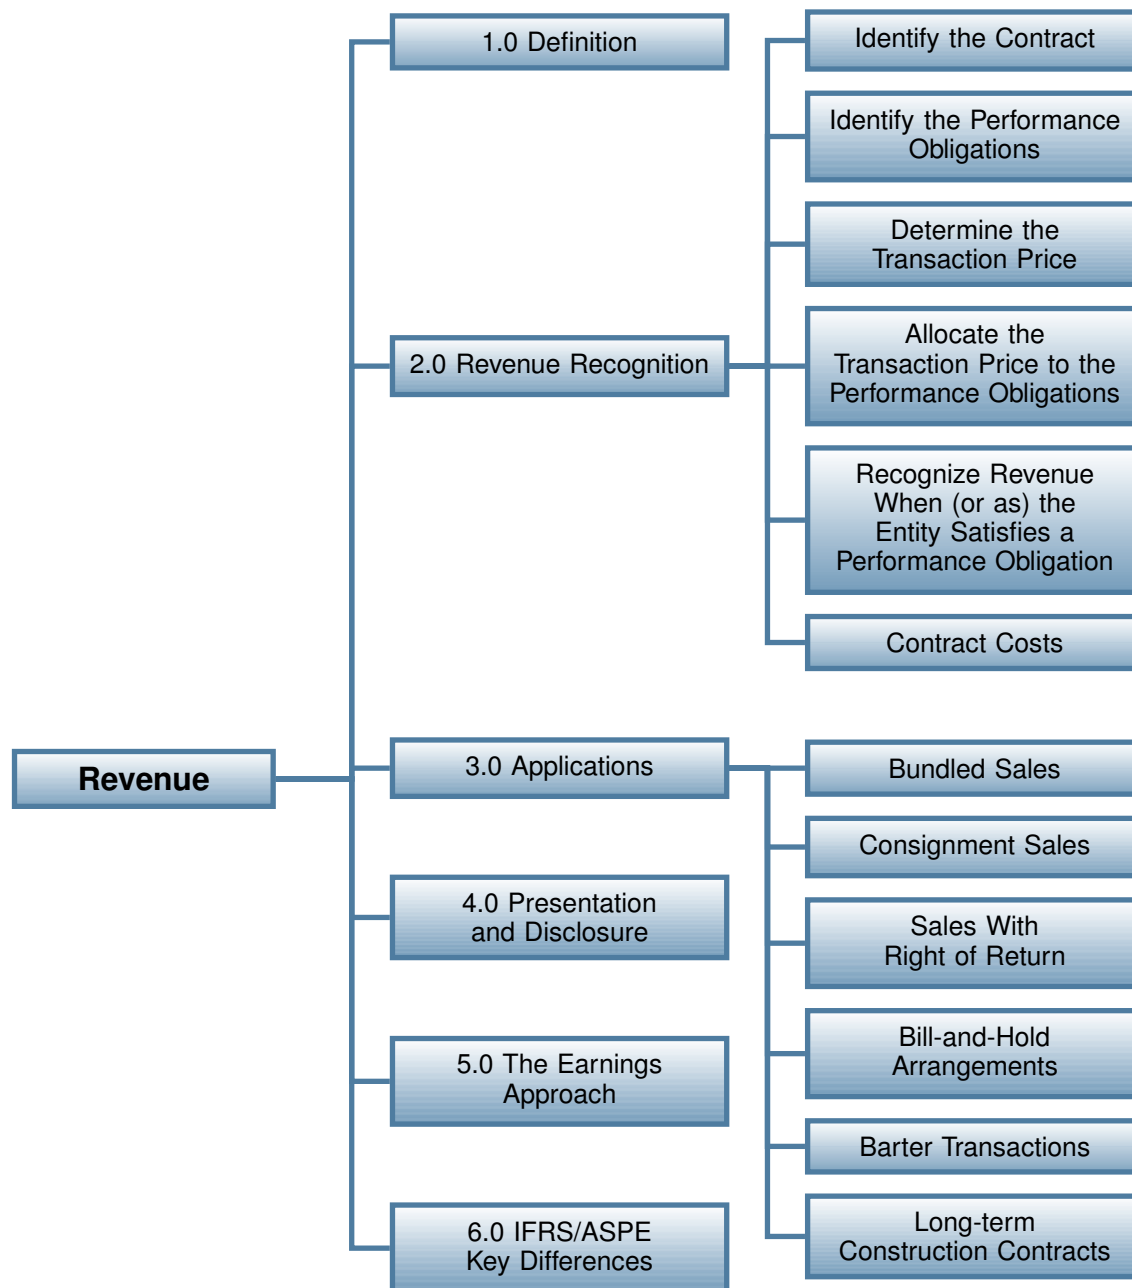 Revenue
1.0 Definition
2.0 Revenue Recognition
Identify the Contract
Identify the Performance
Obligations
Determine the
Transaction Price
Allocate the
Transaction Price to the
Performance Obligations
Recognize Revenue
When (or as) the
Entity Satisfies a
Performance Obligation
Contract Costs
3.0 Applications
Bundled Sales
Consignment Sales
Sales With
Right of Return
Bill-and-Hold
Arrangements
Barter Transactions
Long-term
Construction Contracts
4.0 Presentation
and Disclosure
5.0 The Earnings
Approach
6.0 IFRS/ASPE
Key Differences